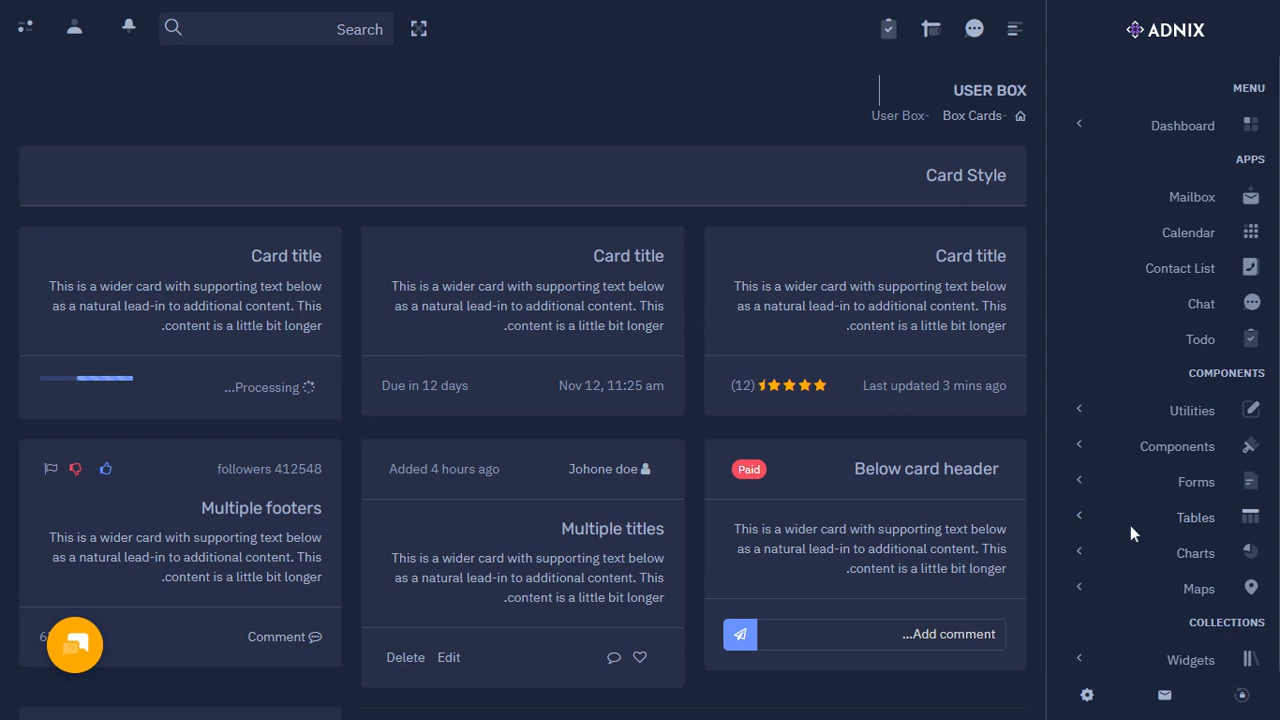 Search
ADNIX
USER BOX
Box Cards-
User Box-
Card Style
Card title
This is a wider card with supporting text below
as a natural lead-in to additional content. This
.content is a little bit longer
Last updated 3 mins ago
(12)
Card title
This is a wider card with supporting text below
as a natural lead-in to additional content. This
.content is a little bit longer
Nov 12, 11:25 am
Due in 12 days
Card title
This is a wider card with supporting text below
as a natural lead-in to additional content. This
.content is a little bit longer
...Processing
Below card header
Paid
This is a wider card with supporting text below
as a natural lead-in to additional content. This
.content is a little bit longer
...Add comment
Johone doe
Added 4 hours ago
Multiple titles
This is a wider card with supporting text below
as a natural lead-in to additional content. This
.content is a little bit longer
Delete
Edit
followers 412548
Multiple footers
This is a wider card with supporting text below
as a natural lead-in to additional content. This
.content is a little bit longer
Comment
MENU
Dashboard
APPS
Mailbox
Calendar
Contact List
Chat
Todo
COMPONENTS
Utilities
Components
Forms
Tables
Charts
Maps
COLLECTIONS
Widgets